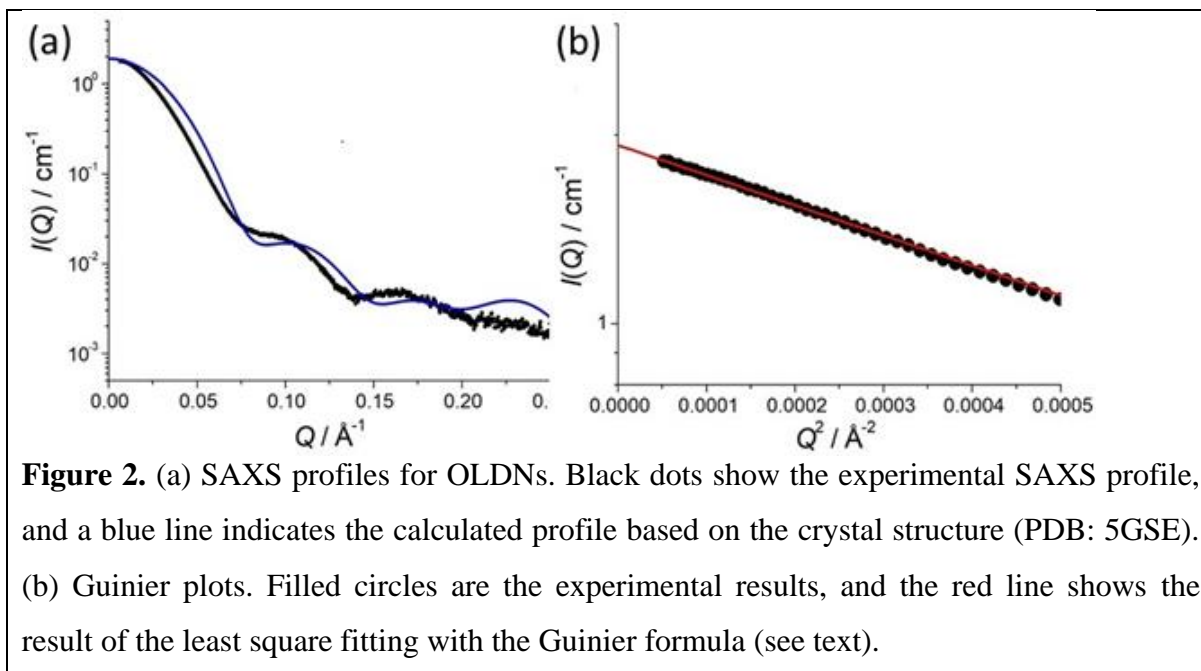 (a)
(b)
10⁰
10⁻¹
10⁻²
10⁻³
I(Q) / cm⁻¹
0.00 0.05 0.10 0.15 0.20 0.
Q / Å⁻¹
I(Q) / cm⁻¹
1
0.0000 0.0001 0.0002 0.0003 0.0004 0.0005
Q² / Å⁻²
Figure 2. (a) SAXS profiles for OLDNs. Black dots show the experimental SAXS profile,
and a blue line indicates the calculated profile based on the crystal structure (PDB: 5GSE).
(b) Guinier plots. Filled circles are the experimental results, and the red line shows the
result of the least square fitting with the Guinier formula (see text).